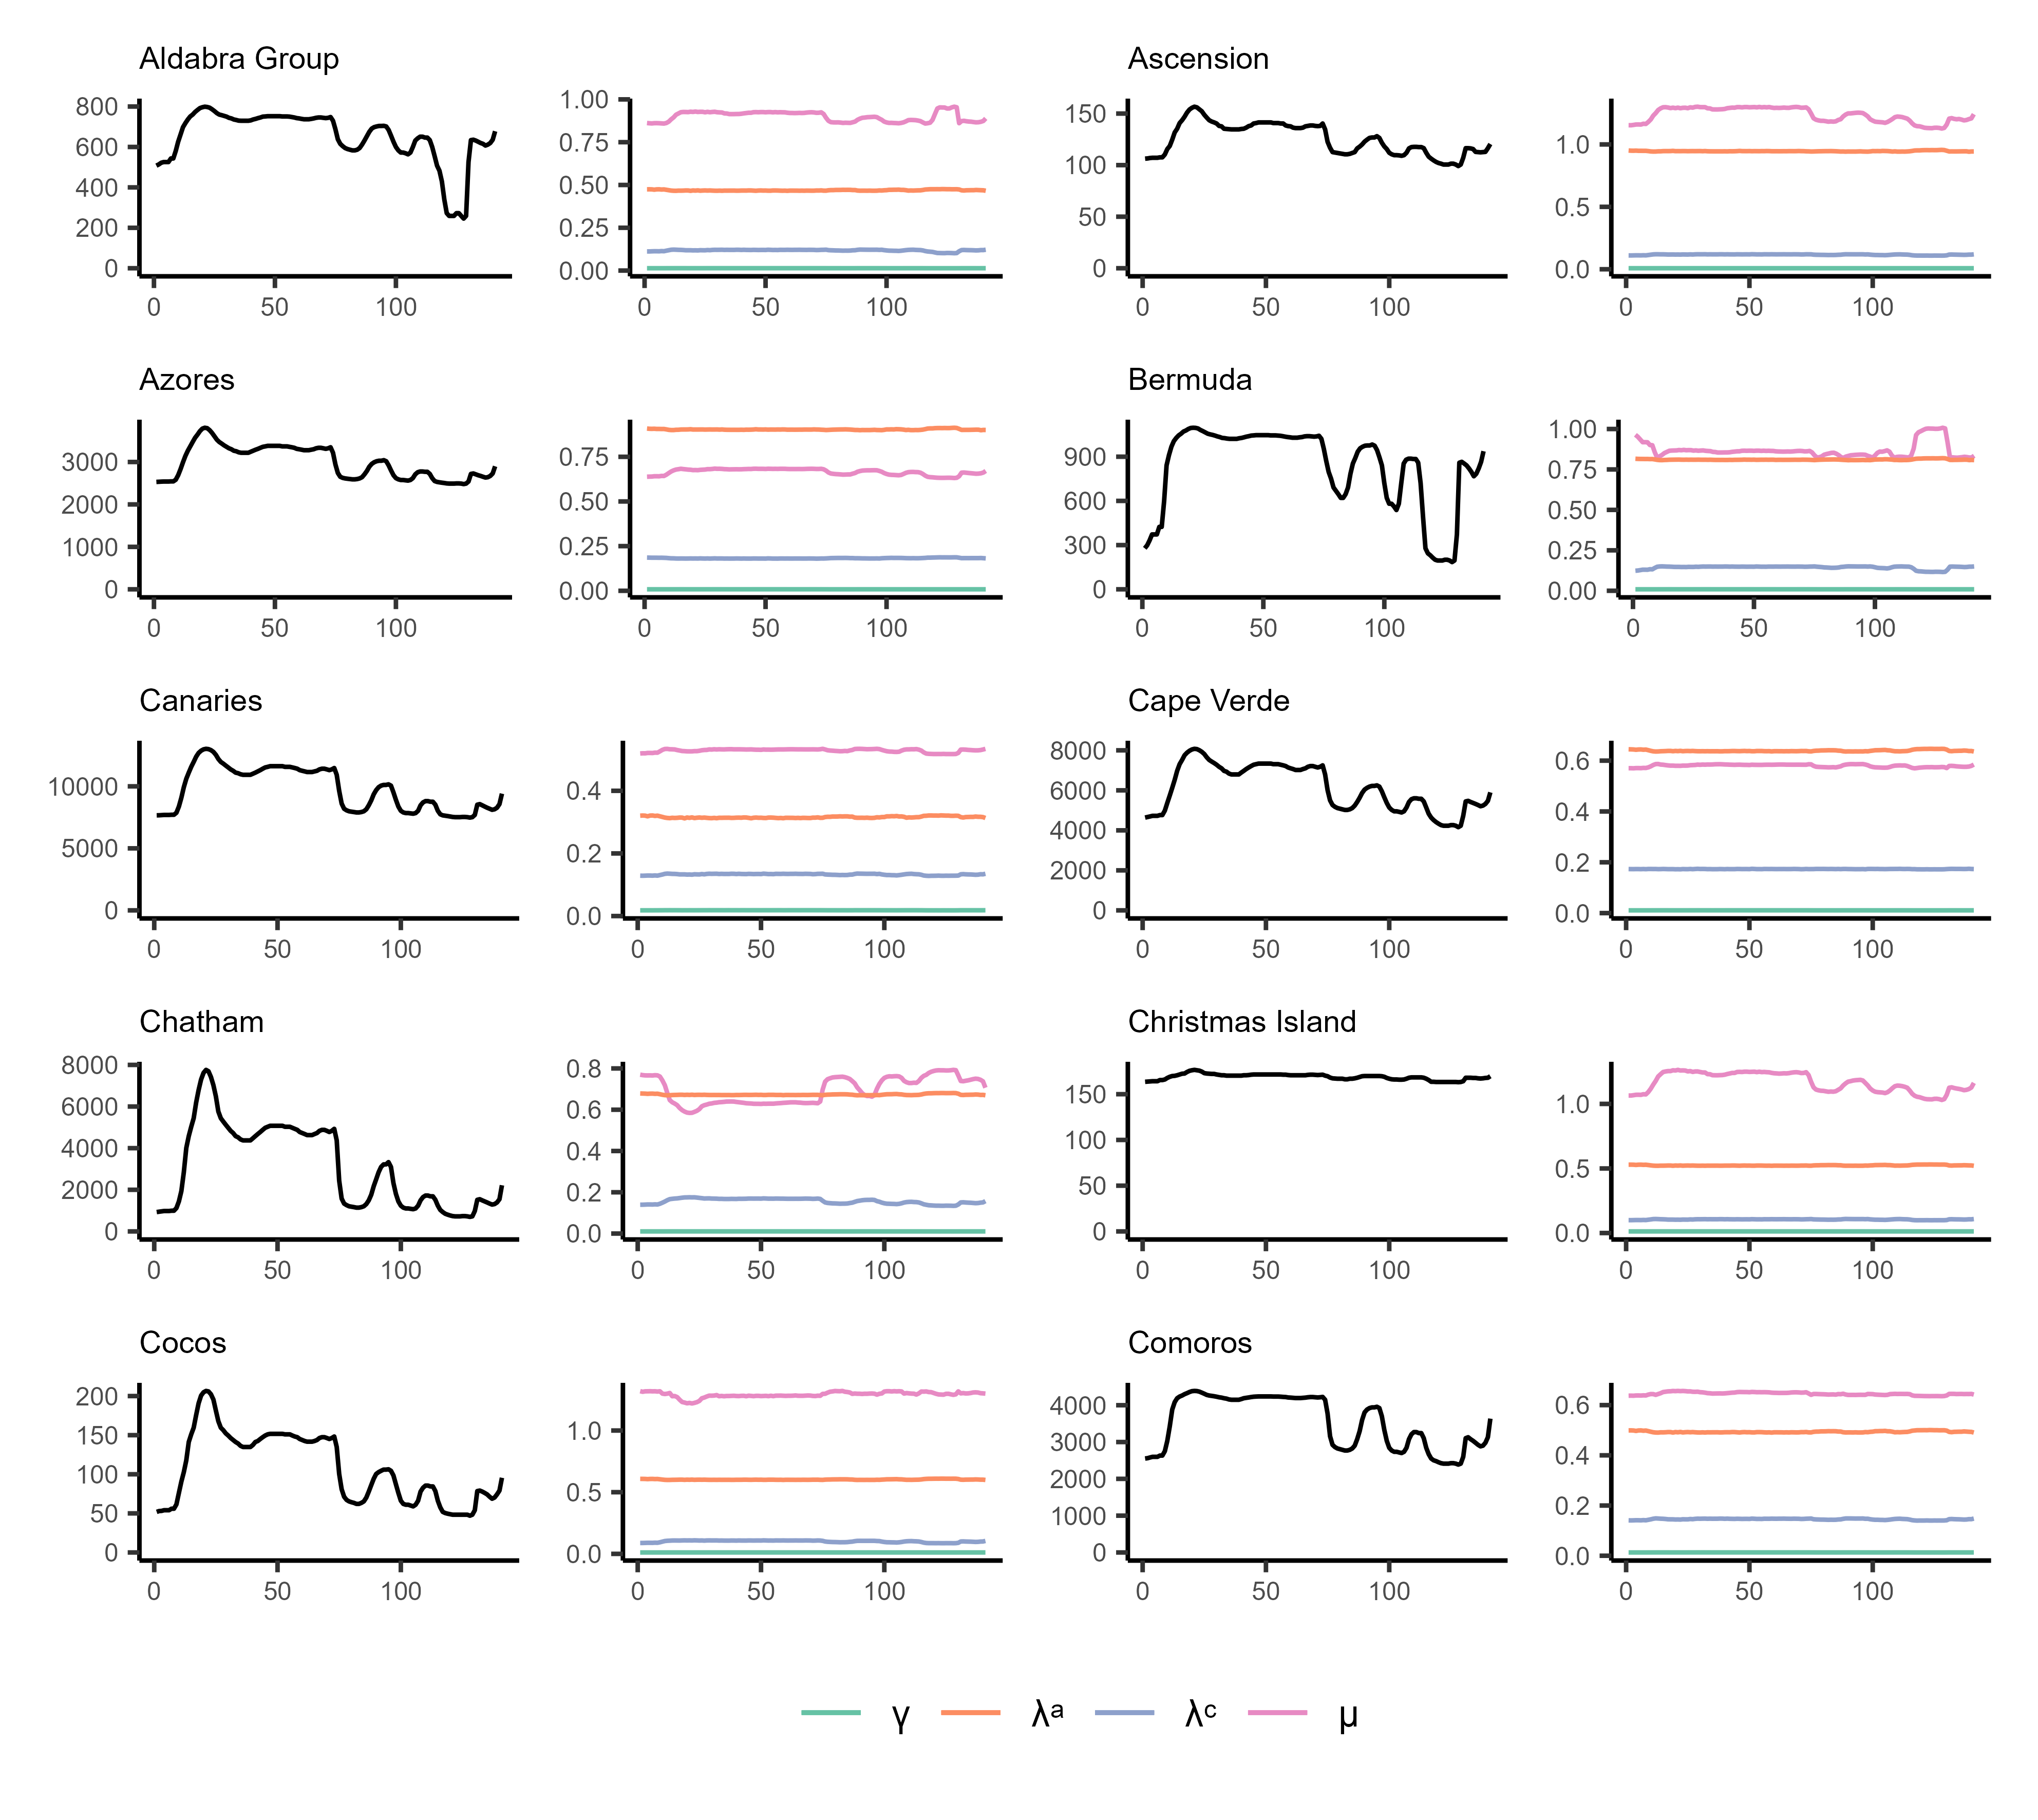 Aldabra Group
Ascension
800
600
400
200
0
0 50 100
1.00
0.75
0.50
0.25
0.00
0 50 100
150
100
50
0
0 50 100
1.0
0.5
0.0
0 50 100
Azores
Bermuda
3000
2000
1000
0
0 50 100
0.75
0.50
0.25
0.00
0 50 100
900
600
300
0
0 50 100
1.00
0.75
0.50
0.25
0.00
0 50 100
Canaries
Cape Verde
10000
5000
0
0 50 100
0.4
0.2
0.0
0 50 100
8000
6000
4000
2000
0
0 50 100
0.6
0.4
0.2
0.0
0 50 100
Chatham
Christmas Island
8000
6000
4000
2000
0
0 50 100
0.8
0.6
0.4
0.2
0.0
0 50 100
150
100
50
0
0 50 100
1.0
0.5
0.0
0 50 100
Cocos
Comoros
200
150
100
50
0
0 50 100
1.0
0.5
0.0
0 50 100
4000
3000
2000
1000
0
0 50 100
0.6
0.4
0.2
0.0
0 50 100
γ λᵃ λᶜ μ